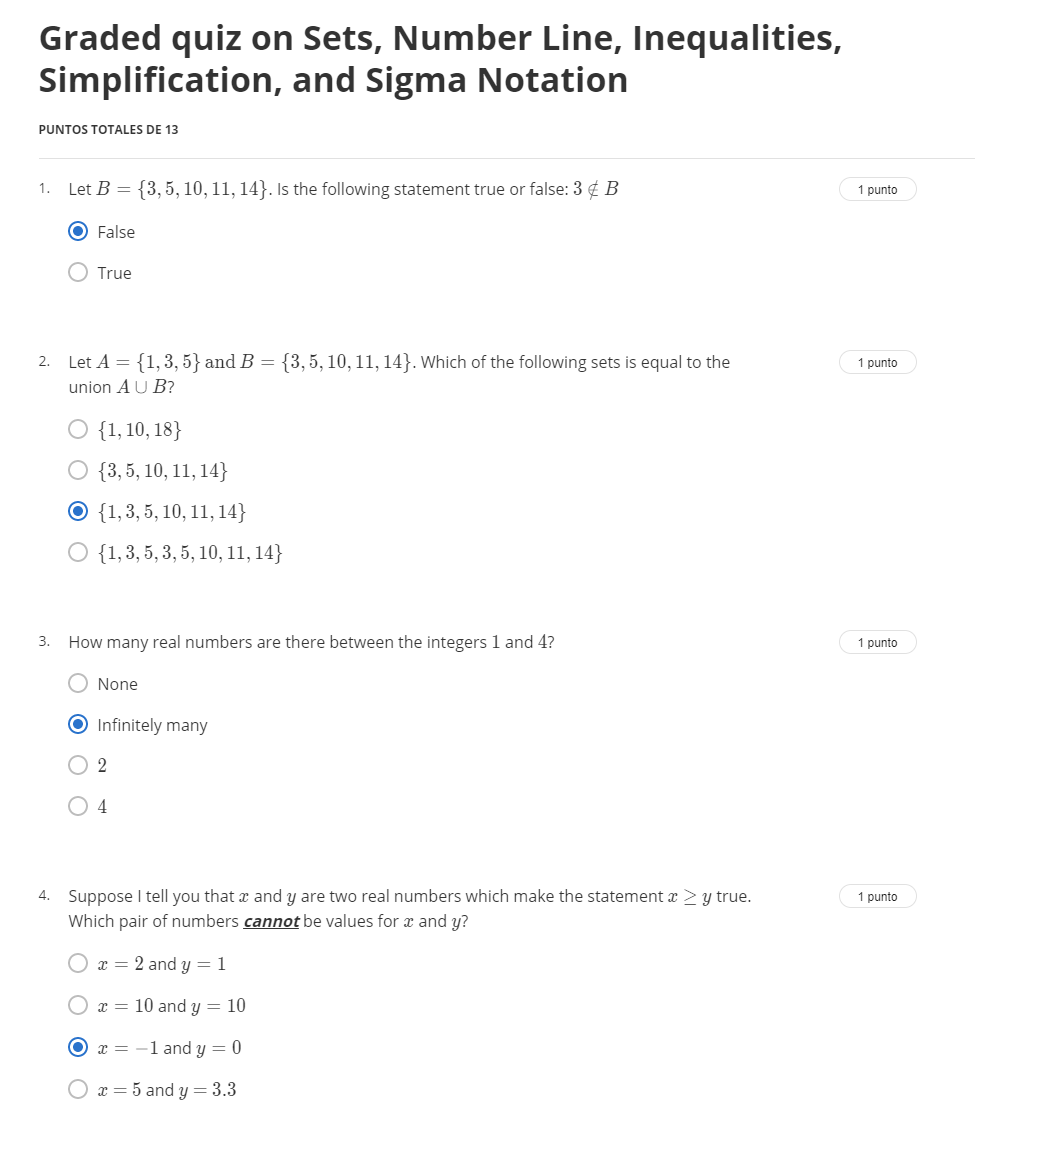 Graded quiz on Sets, Number Line, Inequalities,
Simplification, and Sigma Notation
PUNTOS TOTALES DE 13
1. Let B = {3, 5, 10, 11, 14}. Is the following statement true or false: 3 ∉ B 1 punto
False
True
2. Let A = {1, 3, 5} and B = {3, 5, 10, 11, 14}. Which of the following sets is equal to the 1 punto
union A ∪ B?
{1, 10, 18}
{3, 5, 10, 11, 14}
{1, 3, 5, 10, 11, 14}
{1, 3, 5, 3, 5, 10, 11, 14}
3. How many real numbers are there between the integers 1 and 4? 1 punto
None
Infinitely many
2
4
4. Suppose I tell you that x and y are two real numbers which make the statement x ≥ y true. 1 punto
Which pair of numbers cannot be values for x and y?
x = 2 and y = 1
x = 10 and y = 10
x = −1 and y = 0
x = 5 and y = 3.3